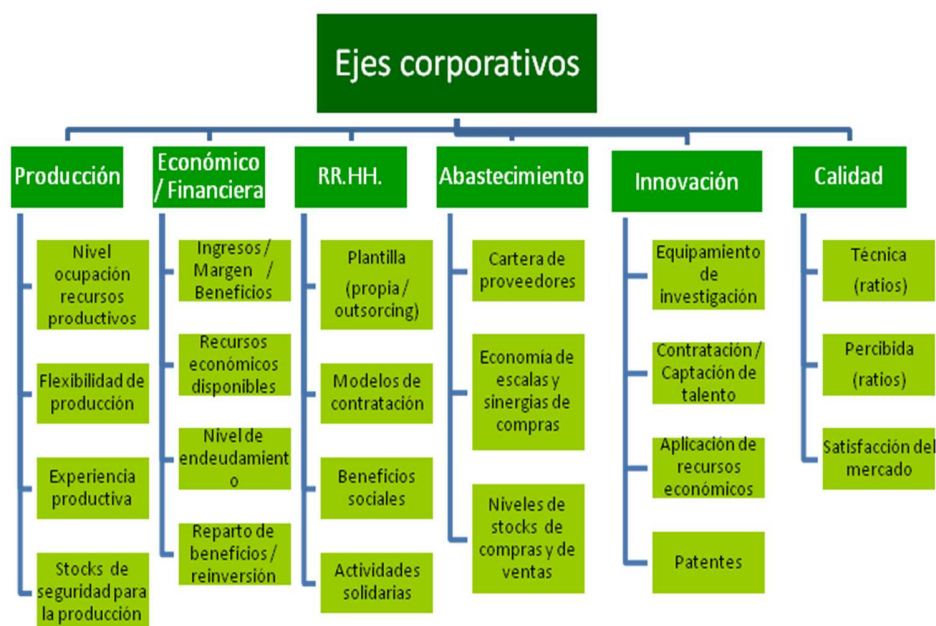 Ejes corporativos
Producción
Nivel
ocupación
recursos
productivos
Flexibilidad de
producción
Experiencia
productiva
Stocks de
seguridad para
la producción
Económico
/ Financiera
Ingresos /
Margen /
Beneficios
Recursos
económicos
disponibles
Nivel de
endeudamient
o
Reparto de
beneficios /
reinversión
RR.HH.
Plantilla
(propia /
outsorcing)
Modelos de
contratación
Beneficios
sociales
Actividades
solidarias
Abastecimiento
Cartera de
proveedores
Economía de
escalas y
sinergias de
compras
Niveles de
stocks de
compras y de
ventas
Innovación
Equipamiento
de
investigación
Contratación /
Captación de
talento
Aplicación de
recursos
económicos
Patentes
Calidad
Técnica
(ratios)
Percibida
(ratios)
Satisfacción del
mercado